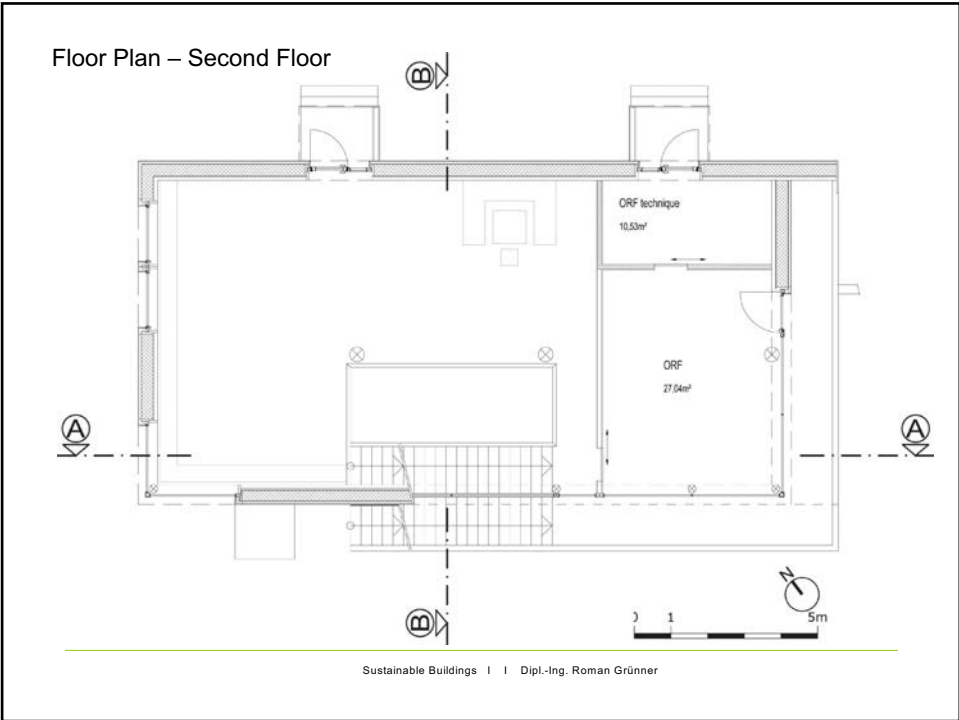 Floor Plan – Second Floor
B
ORF technique
10,53m²
ORF
27,04m²
A
A
N
B
0 1 5m
Sustainable Buildings I I Dipl.-Ing. Roman Grünner